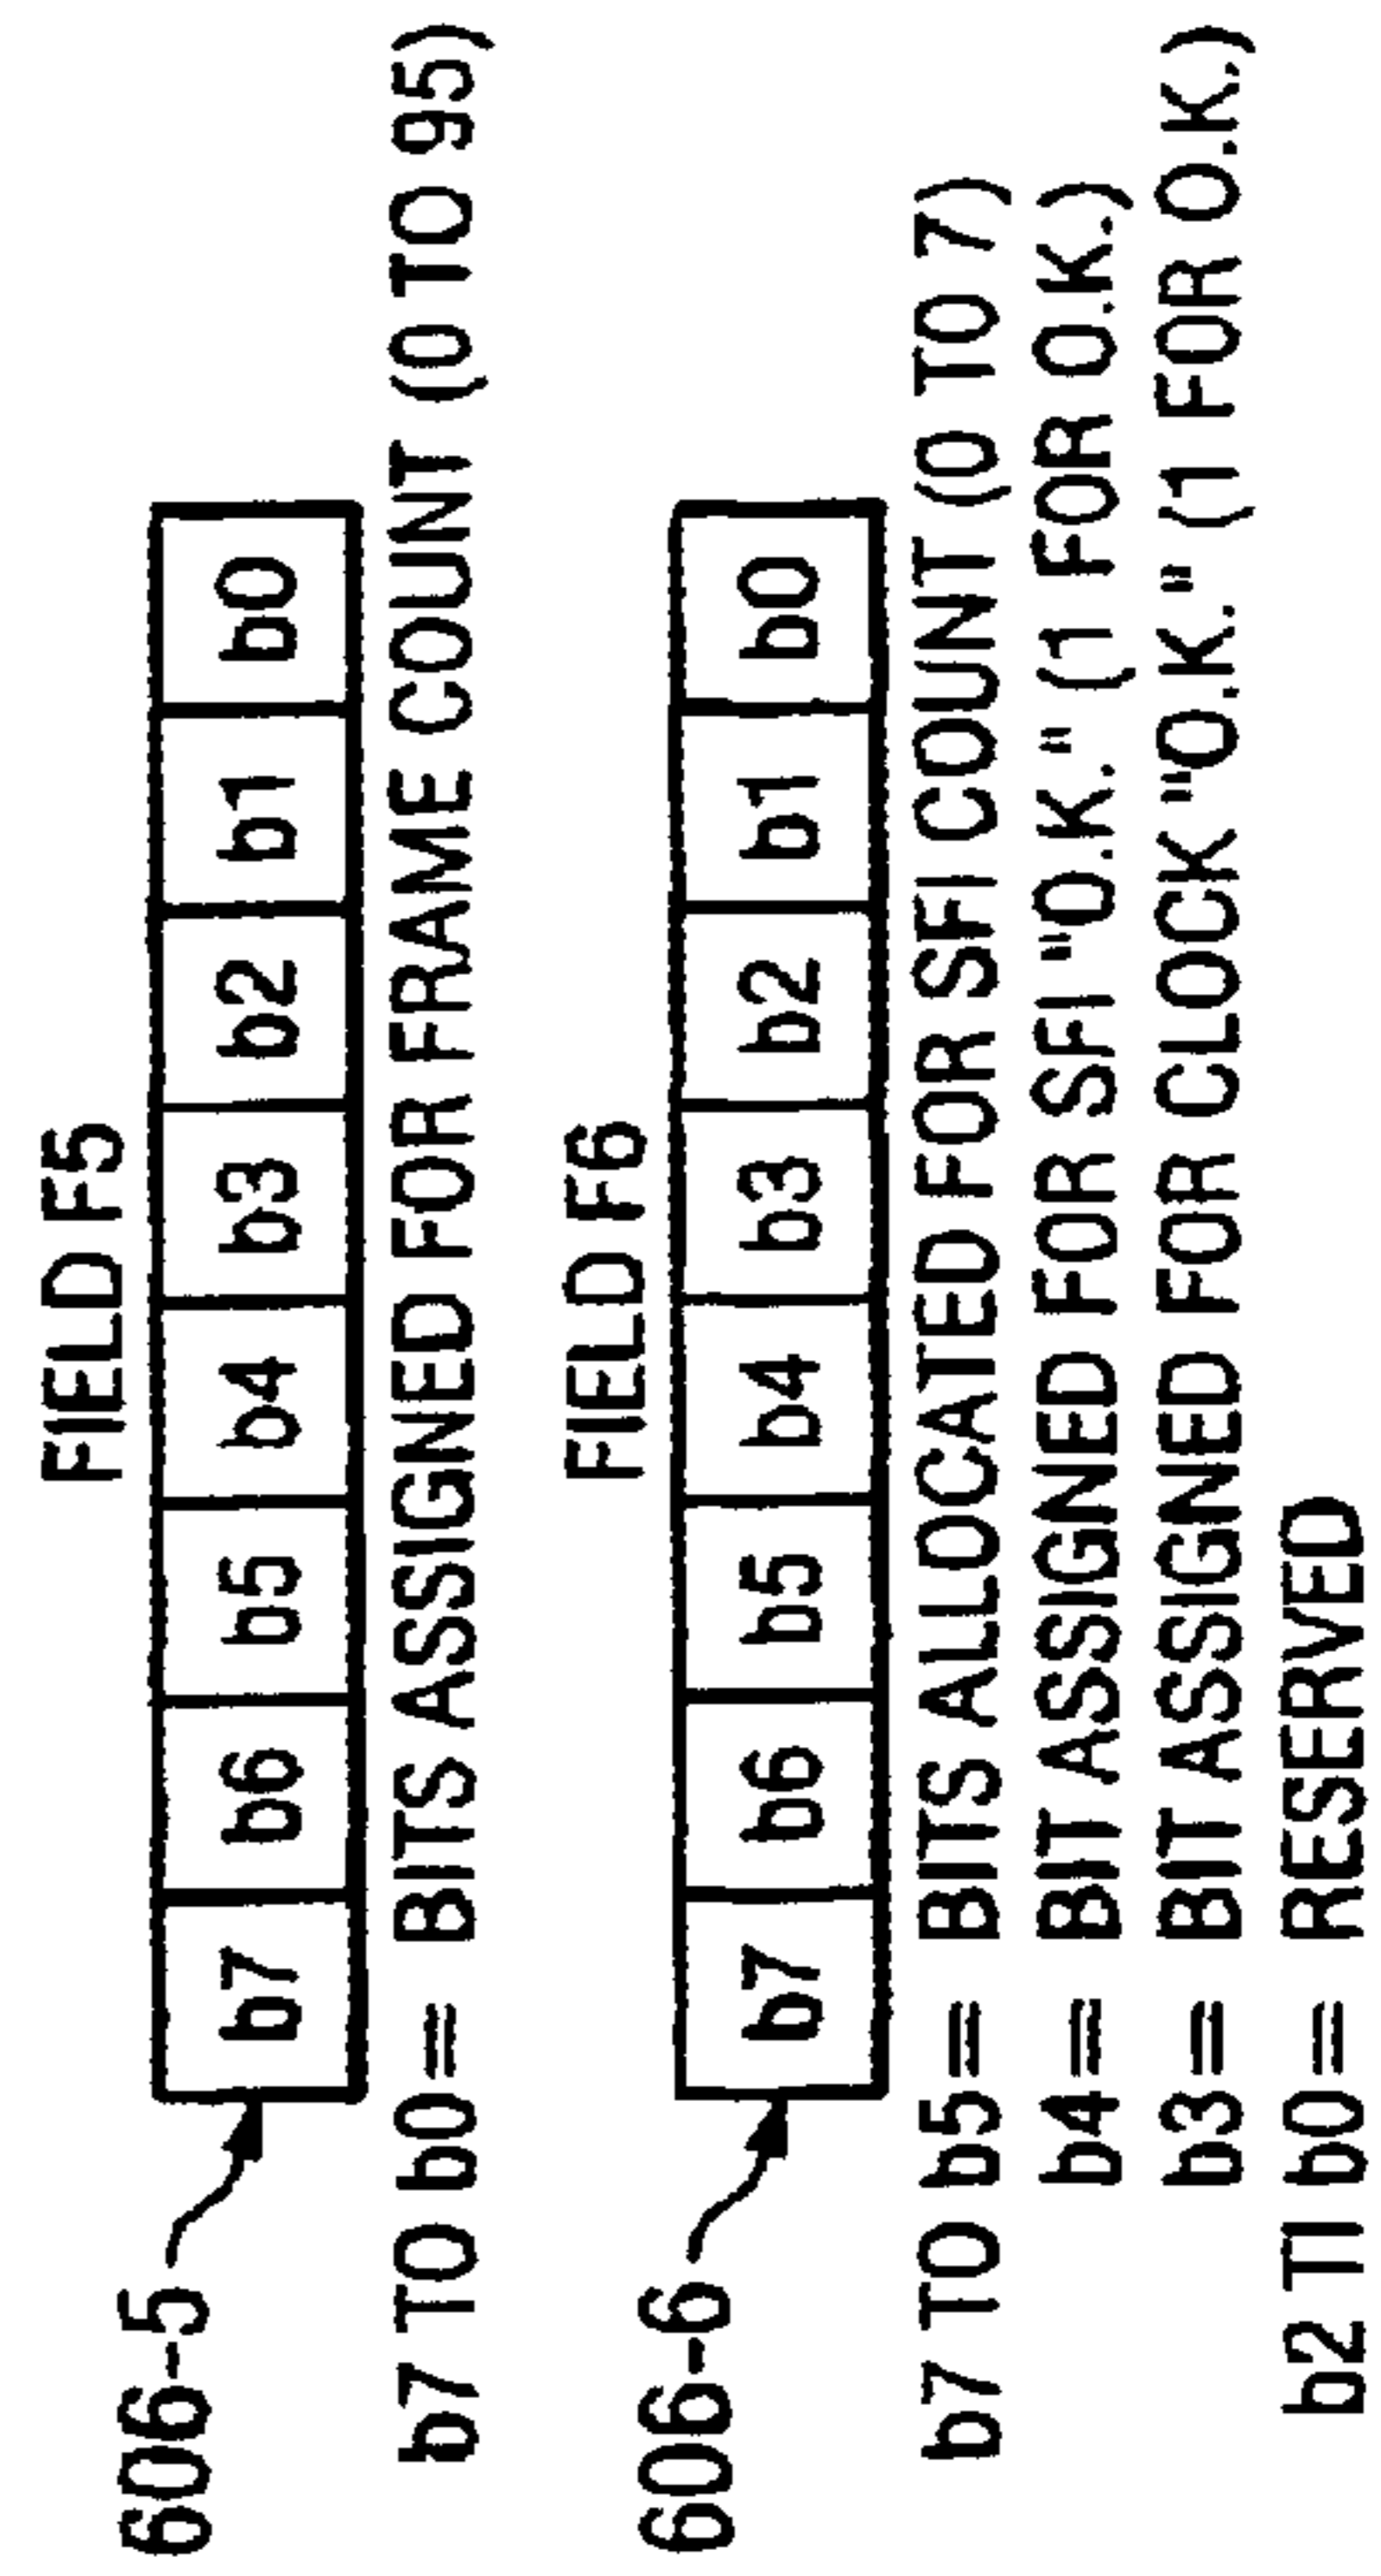 FIELD F5
606-5
b7 b6 b5 b4 b3 b2 b1 b0
b7 TO b0= BITS ASSIGNED FOR FRAME COUNT (0 TO 95)
FIELD F6
606-6
b7 b6 b5 b4 b3 b2 b1 b0
b7 TO b5= BITS ALLOCATED FOR SFI COUNT (0 TO 7)
b4= BIT ASSIGNED FOR SFI "O.K." (1 FOR O.K.)
b3= BIT ASSIGNED FOR CLOCK "O.K." (1 FOR O.K.)
b2 TI b0= RESERVED